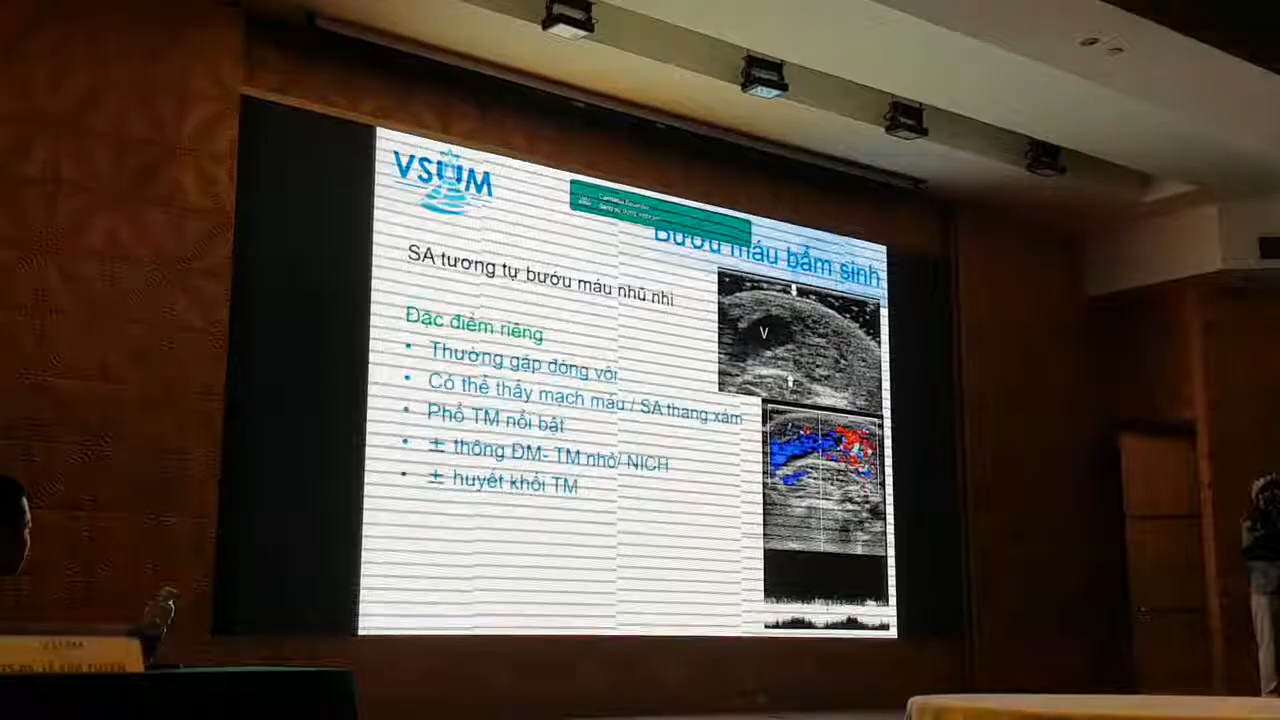 VSUM
Bướu máu bẩm sinh
SA tương tự bướu máu nhũ nhi
Đặc điểm riêng
• Thường gặp đóng vôi
• Có thể thấy mạch máu / SA thang xám
• Phổ TM nổi bật
• ± thông ĐM- TM nhỏ/ NICH
• ± huyết khối TM
V